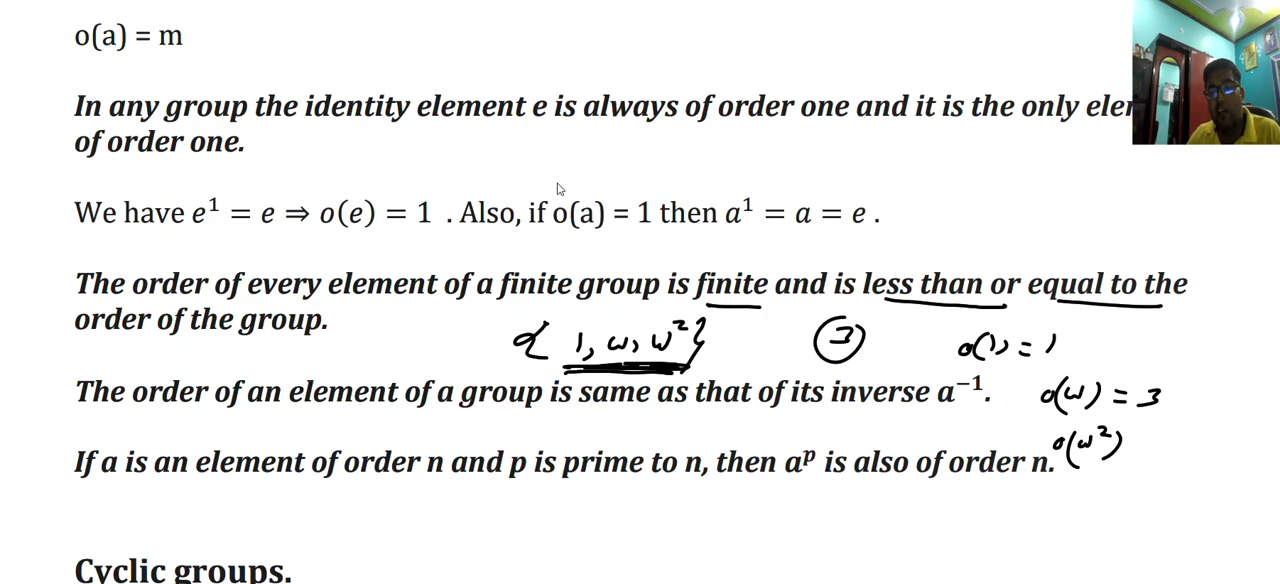 o(a) = m
In any group the identity element e is always of order one and it is the only
of order one.
We have e¹ = e ⇒ o(e) = 1 . Also, if o(a) = 1 then a¹ = a = e .
The order of every element of a finite group is finite and is less than or equal to the
order of the group.
{ 1, ω, ω² } 3 o(1) = 1
The order of an element of a group is same as that of its inverse a⁻¹.
o(ω) = 3
o(ω²)
If a is an element of order n and p is prime to n, then aᵖ is also of order n.
Cyclic groups.